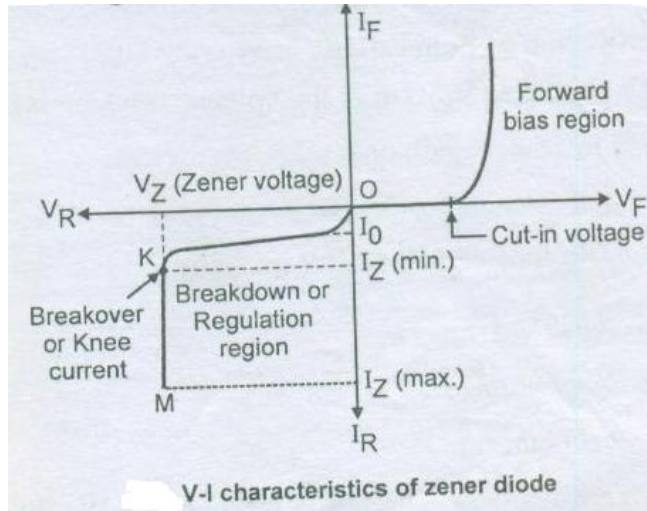 I_F
Forward
bias region
V_Z (Zener voltage)
O
V_R
V_F
I_0
Cut-in voltage
K
I_Z (min.)
Breakdown or
Regulation
region
Breakover
or Knee
current
I_Z (max.)
M
I_R
V-I characteristics of zener diode